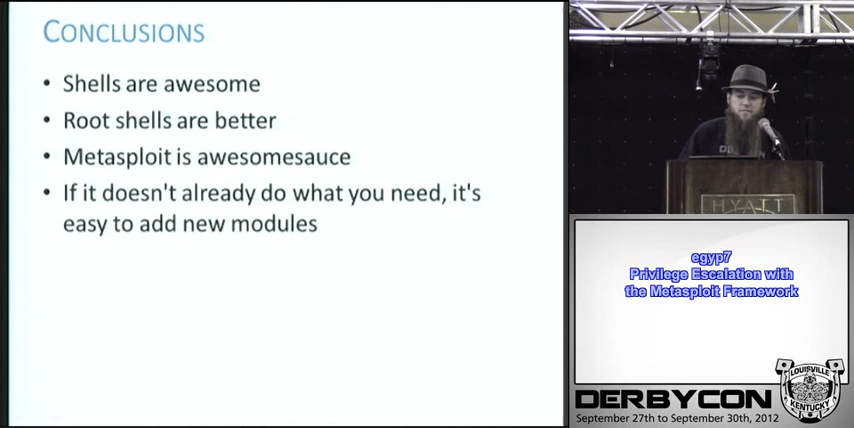 CONCLUSIONS
• Shells are awesome
• Root shells are better
• Metasploit is awesomesauce
• If it doesn't already do what you need, it's
easy to add new modules
HYATT
egyp7
Privilege Escalation with
the Metasploit Framework
LOUISVILLE
KENTUCKY
DERBYCON
September 27th to September 30th, 2012